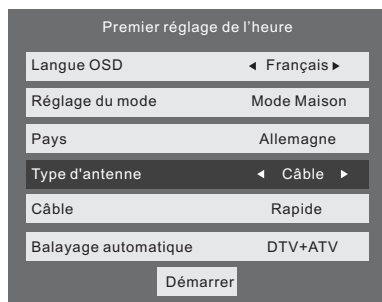 Premier réglage de l'heure
Langue OSD ◀ Français ▶
Réglage du mode Mode Maison
Pays Allemagne
Type d'antenne ◀ Câble ▶
Câble Rapide
Balayage automatique DTV+ATV
Démarrer